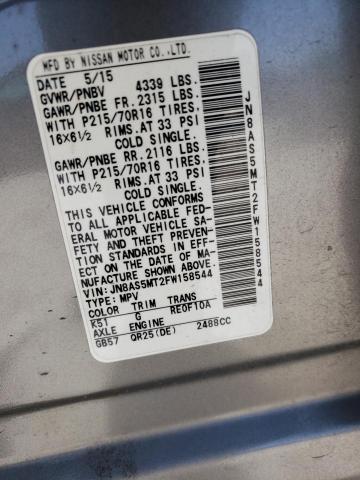 MFD BY NISSAN MOTOR CO.,LTD.
DATE 5/15
GVWR/PNBV 4339 LBS.
GAWR/PNBE FR. 2315 LBS.
WITH P215/70R16 TIRES,
16X6½ RIMS,AT 33 PSI
COLD SINGLE.
GAWR/PNBE RR. 2116 LBS.
WITH P215/70R16 TIRES,
16X6½ RIMS,AT 33 PSI
COLD SINGLE.
THIS VEHICLE CONFORMS
TO ALL APPLICABLE FED-
ERAL MOTOR VEHICLE SA-
FETY AND THEFT PREVEN-
TION STANDARDS IN EFF-
ECT ON THE DATE OF MA-
NUFACTURE SHOWN ABOVE.
VIN:JN8AS5MT2FW158544
TYPE: MPV
COLOR TRIM TRANS
K51 G RE0F10A
AXLE ENGINE
GB57 QR25(DE) 2488CC
JN8AS5MT2FW158544